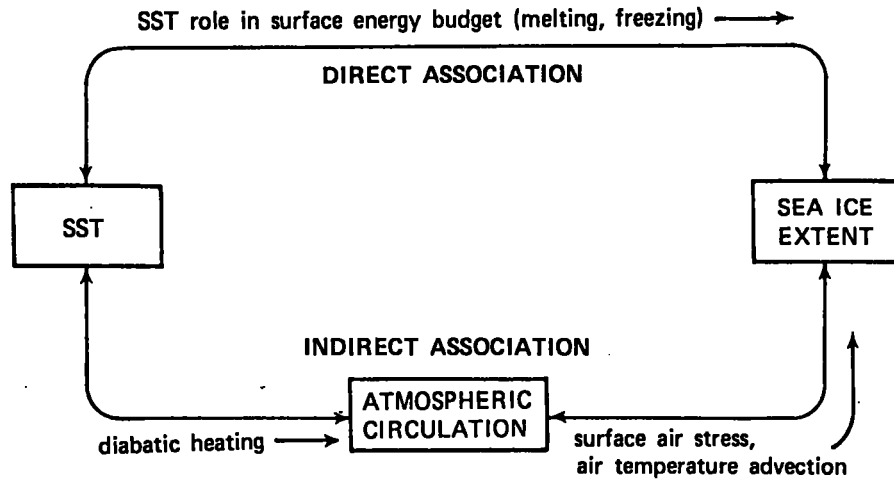 SST role in surface energy budget (melting, freezing)
DIRECT ASSOCIATION
SST
SEA ICE
EXTENT
INDIRECT ASSOCIATION
ATMOSPHERIC
CIRCULATION
diabatic heating
surface air stress,
air temperature advection